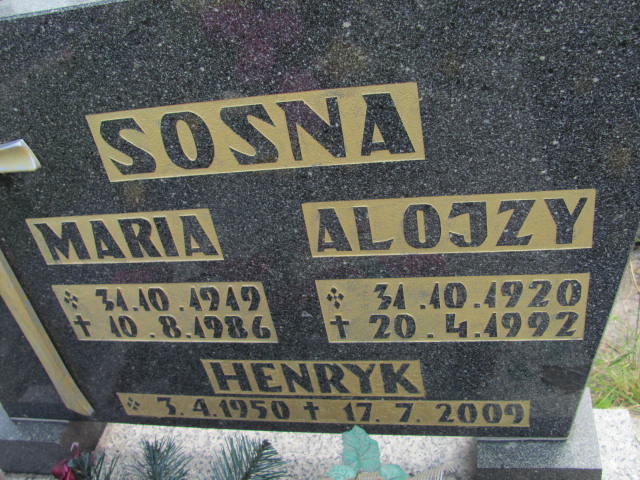 SOSNA
MARIA
31.10.1919
✝ 10.8.1986
ALOJZY
31.10.1920
✝ 20.4.1992
HENRYK
3.4.1950 ✝ 17.7.2009